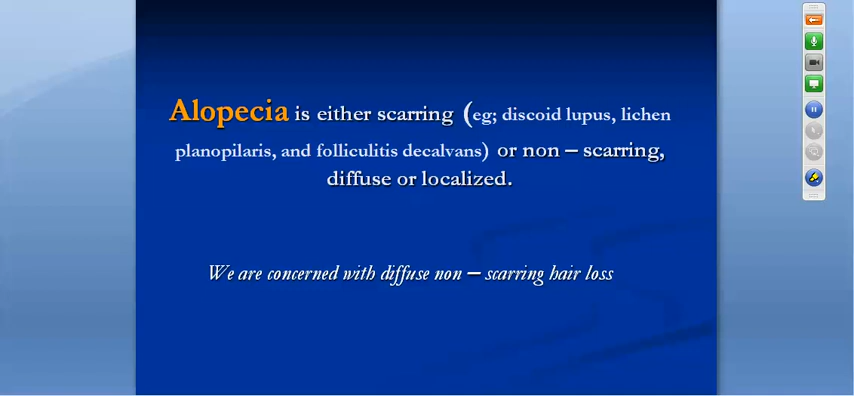 Alopecia is either scarring (eg; discoid lupus, lichen
planopilaris, and folliculitis decalvans) or non – scarring,
diffuse or localized.
We are concerned with diffuse non – scarring hair loss